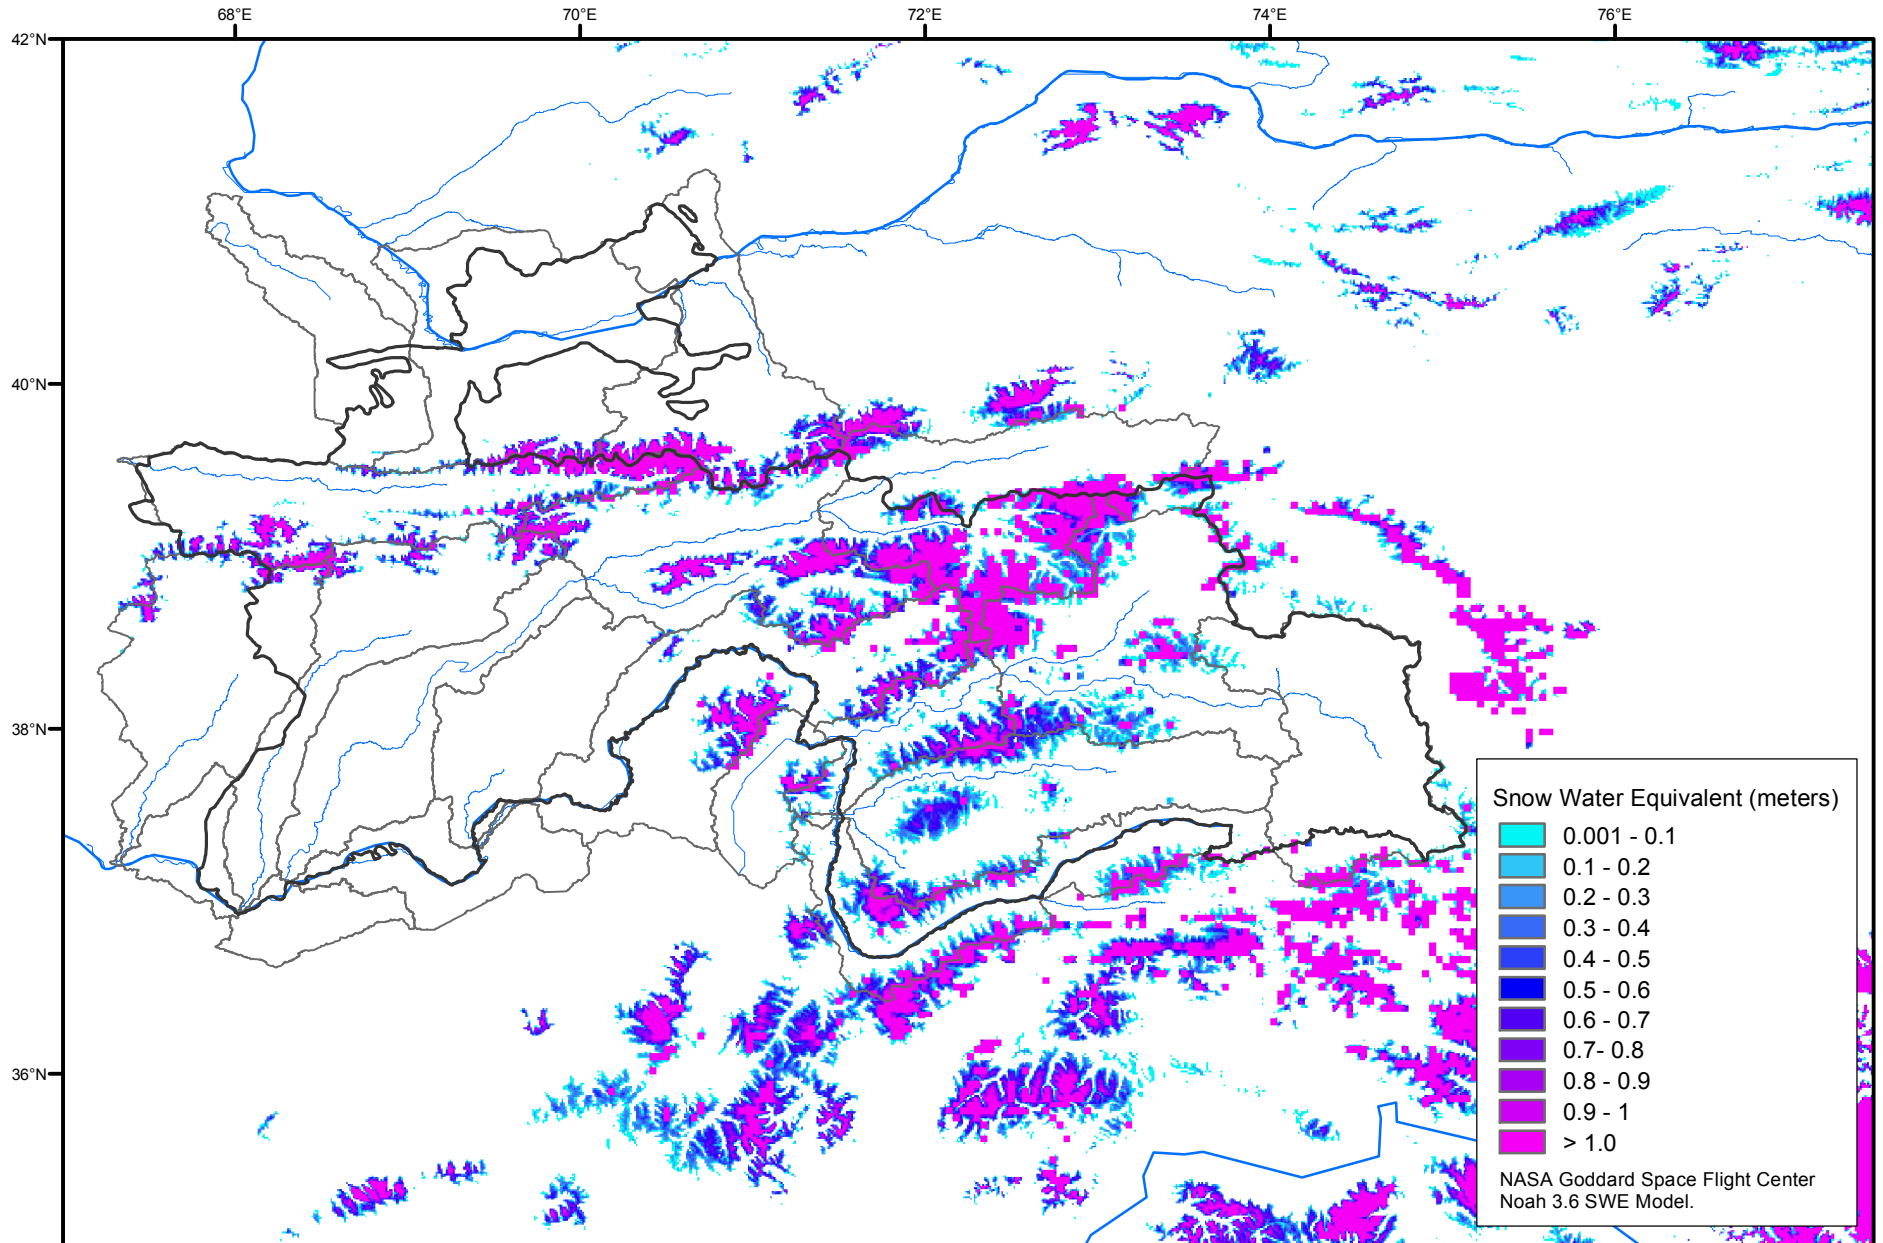 68°E 70°E 72°E 74°E 76°E
42°N
40°N
38°N
36°N
Snow Water Equivalent (meters)
0.001 - 0.1
0.1 - 0.2
0.2 - 0.3
0.3 - 0.4
0.4 - 0.5
0.5 - 0.6
0.6 - 0.7
0.7- 0.8
0.8 - 0.9
0.9 - 1
> 1.0
NASA Goddard Space Flight Center
Noah 3.6 SWE Model.